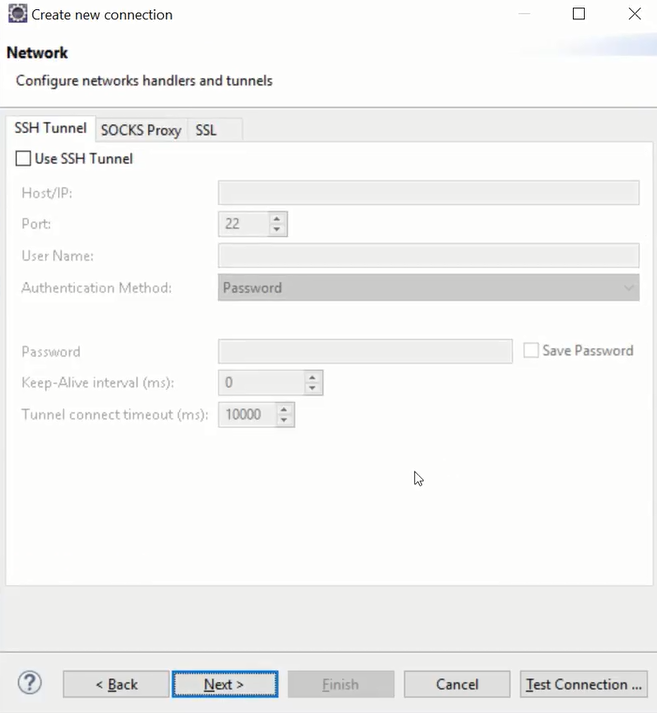 Create new connection
Network
Configure networks handlers and tunnels
SSH Tunnel SOCKS Proxy SSL
Use SSH Tunnel
Host/IP:
Port: 22
User Name:
Authentication Method: Password
Password Save Password
Keep-Alive interval (ms): 0
Tunnel connect timeout (ms): 10000
? < Back Next > Finish Cancel Test Connection ...